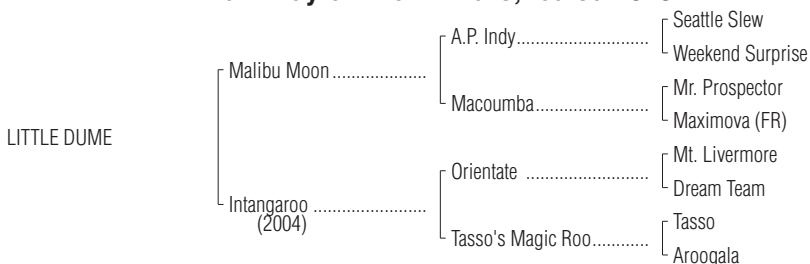 Seattle Slew
A.P. Indy
Weekend Surprise
Malibu Moon
Mr. Prospector
Macoumba
Maximova (FR)
LITTLE DUME
Mt. Livermore
Orientate
Dream Team
Intangaroo
(2004)
Tasso
Tasso's Magic Roo
Aroogala